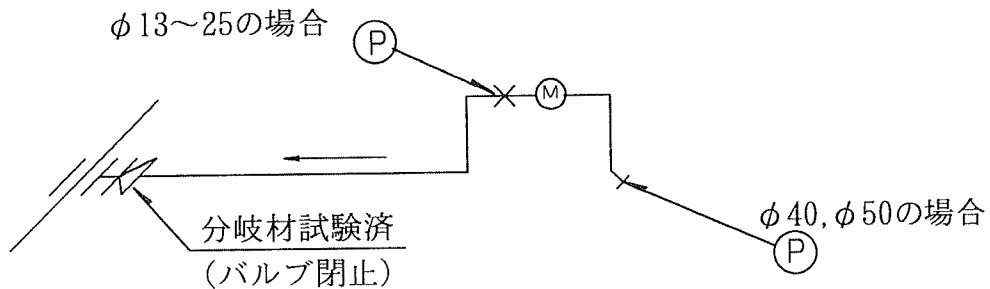 φ13～25の場合
P
M
φ40,φ50の場合
P
分岐材試験済
(バルブ閉止)